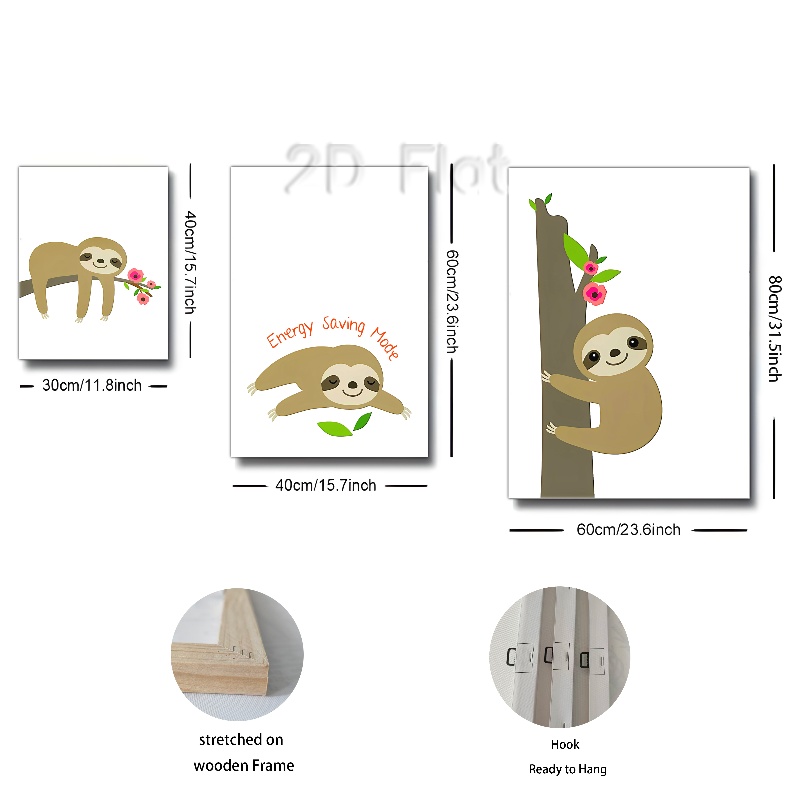 2D Flat
40cm/15.7inch
30cm/11.8inch
Energy Saving Mode
60cm/23.6inch
40cm/15.7inch
80cm/31.5inch
60cm/23.6inch
stretched on
wooden Frame
Hook
Ready to Hang